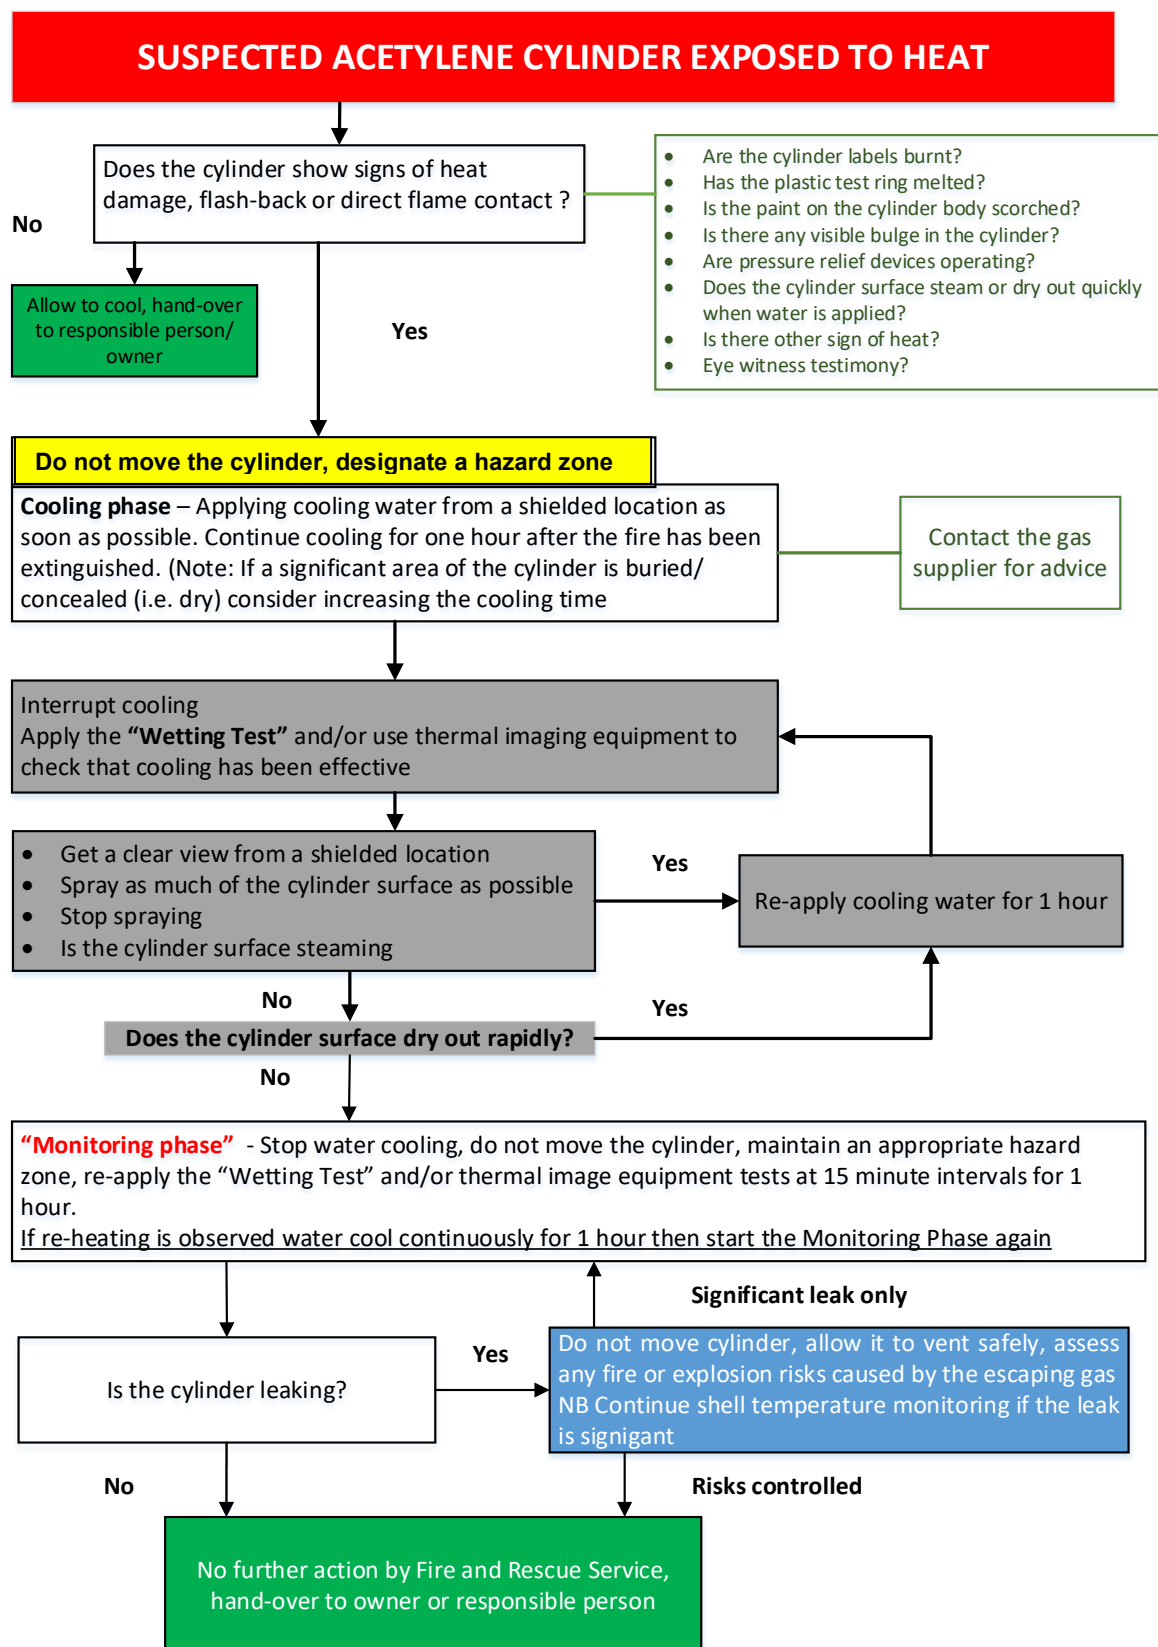 SUSPECTED ACETYLENE CYLINDER EXPOSED TO HEAT
Does the cylinder show signs of heat
damage, flash-back or direct flame contact ?
• Are the cylinder labels burnt?
• Has the plastic test ring melted?
• Is the paint on the cylinder body scorched?
• Is there any visible bulge in the cylinder?
• Are pressure relief devices operating?
• Does the cylinder surface steam or dry out quickly
when water is applied?
• Is there other sign of heat?
• Eye witness testimony?
No
Allow to cool, hand-over
to responsible person/
owner
Yes
Do not move the cylinder, designate a hazard zone
Cooling phase – Applying cooling water from a shielded location as
soon as possible. Continue cooling for one hour after the fire has been
extinguished. (Note: If a significant area of the cylinder is buried/
concealed (i.e. dry) consider increasing the cooling time
Contact the gas
supplier for advice
Interrupt cooling
Apply the “Wetting Test” and/or use thermal imaging equipment to
check that cooling has been effective
• Get a clear view from a shielded location
• Spray as much of the cylinder surface as possible
• Stop spraying
• Is the cylinder surface steaming
Yes
Re-apply cooling water for 1 hour
No
Yes
Does the cylinder surface dry out rapidly?
No
“Monitoring phase” - Stop water cooling, do not move the cylinder, maintain an appropriate hazard
zone, re-apply the “Wetting Test” and/or thermal image equipment tests at 15 minute intervals for 1
hour.
If re-heating is observed water cool continuously for 1 hour then start the Monitoring Phase again
Significant leak only
Is the cylinder leaking?
Yes
Do not move cylinder, allow it to vent safely, assess
any fire or explosion risks caused by the escaping gas
NB Continue shell temperature monitoring if the leak
is signigant
No
Risks controlled
No further action by Fire and Rescue Service,
hand-over to owner or responsible person